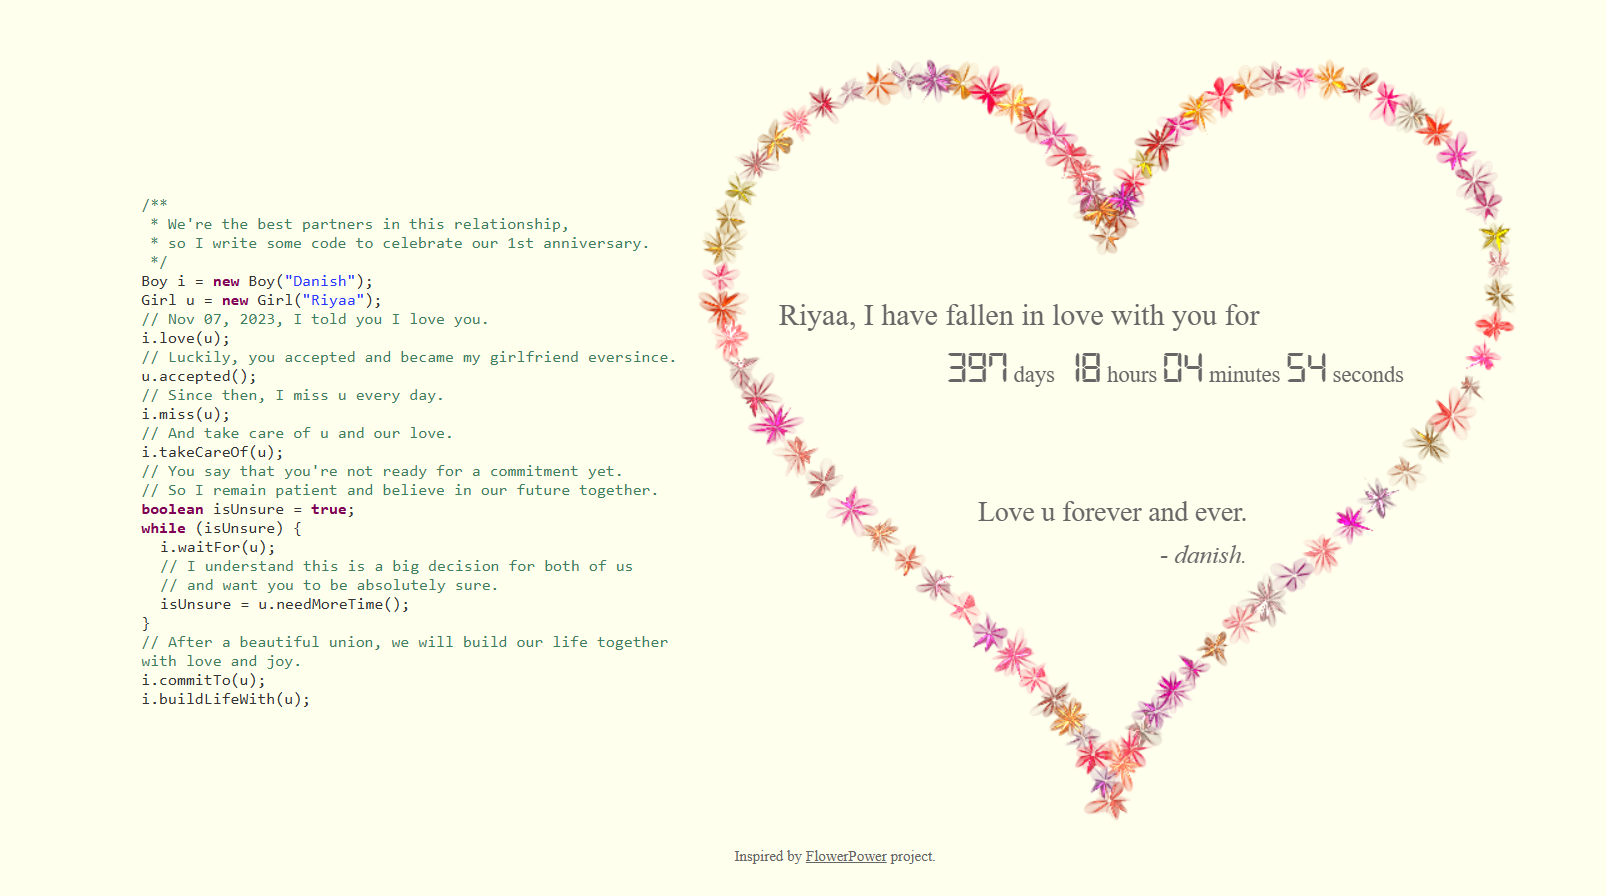 /**
 * We're the best partners in this relationship,
 * so I write some code to celebrate our 1st anniversary.
 */
Boy i = new Boy("Danish");
Girl u = new Girl("Riyaa");
// Nov 07, 2023, I told you I love you.
i.love(u);
// Luckily, you accepted and became my girlfriend eversince.
u.accepted();
// Since then, I miss u every day.
i.miss(u);
// And take care of u and our love.
i.takeCareOf(u);
// You say that you're not ready for a commitment yet.
// So I remain patient and believe in our future together.
boolean isUnsure = true;
while (isUnsure) {
  i.waitFor(u);
  // I understand this is a big decision for both of us
  // and want you to be absolutely sure.
  isUnsure = u.needMoreTime();
}
// After a beautiful union, we will build our life together
with love and joy.
i.commitTo(u);
i.buildLifeWith(u);
Riyaa, I have fallen in love with you for
397 days 18 hours 04 minutes 54 seconds
Love u forever and ever.
- danish.
Inspired by FlowerPower project.